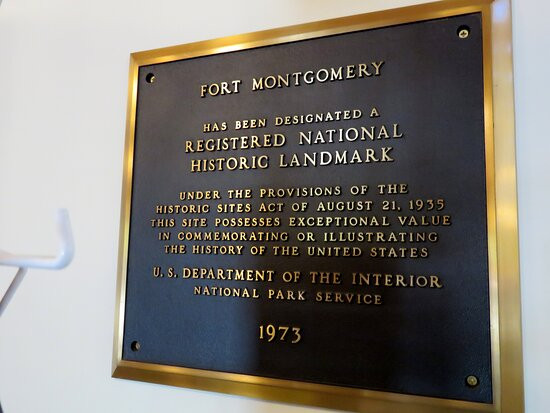 FORT MONTGOMERY
HAS BEEN DESIGNATED A
REGISTERED NATIONAL
HISTORIC LANDMARK
UNDER THE PROVISIONS OF THE
HISTORIC SITES ACT OF AUGUST 21, 1935
THIS SITE POSSESSES EXCEPTIONAL VALUE
IN COMMEMORATING OR ILLUSTRATING
THE HISTORY OF THE UNITED STATES
U. S. DEPARTMENT OF THE INTERIOR
NATIONAL PARK SERVICE
1973